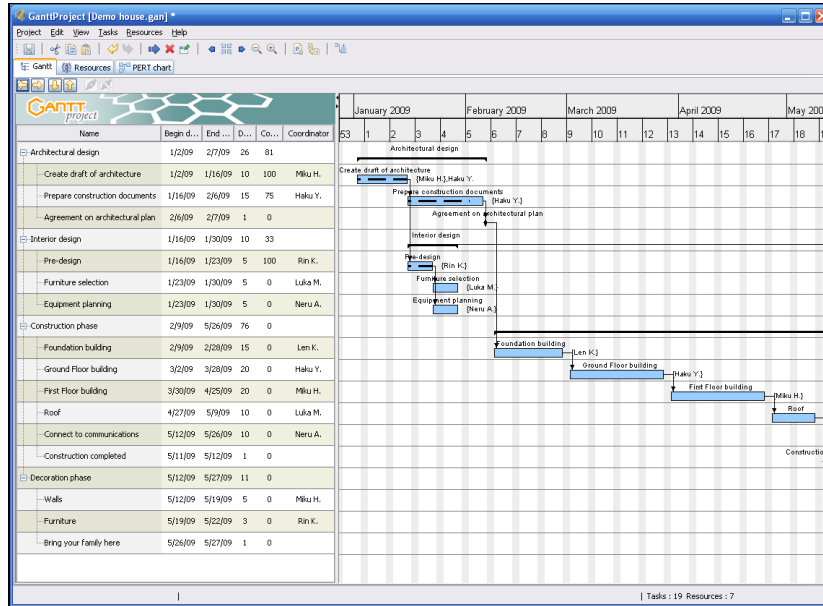 GanttProject [Demo house.gan] *
Project Edit View Tasks Resources Help
Gantt Resources PERT chart
GANTT project
Name Begin d... End ... D... Co... Coordinator
January 2009 February 2009 March 2009 April 2009 May 200
53 1 2 3 4 5 6 7 8 9 10 11 12 13 14 15 16 17 18
Architectural design 1/2/09 2/7/09 26 81
Architectural design
Create draft of architecture 1/2/09 1/16/09 10 100 Miku H.
Create draft of architecture
{Miku H.},Haku Y.
Prepare construction documents 1/16/09 2/6/09 15 75 Haku Y.
Prepare construction documents
{Haku Y.}
Agreement on architectural plan 2/6/09 2/7/09 1 0
Agreement on architectural plan
Interior design 1/16/09 1/30/09 10 33
Interior design
Pre-design 1/16/09 1/23/09 5 100 Rin K.
Pre-design
{Rin K.}
Furniture selection 1/23/09 1/30/09 5 0 Luka M.
Furniture selection
{Luka M.}
Equipment planning 1/23/09 1/30/09 5 0 Neru A.
Equipment planning
{Neru A.}
Construction phase 2/9/09 5/26/09 76 0
Foundation building 2/9/09 2/28/09 15 0 Len K.
Foundation building
{Len K.}
Ground Floor building 3/2/09 3/28/09 20 0 Haku Y.
Ground Floor building
{Haku Y.}
First Floor building 3/30/09 4/25/09 20 0 Miku H.
First Floor building
{Miku H.}
Roof 4/27/09 5/9/09 10 0 Luka M.
Roof
Connect to communications 5/12/09 5/26/09 10 0 Neru A.
Construction completed 5/11/09 5/12/09 1 0
Constructio
Decoration phase 5/12/09 5/27/09 11 0
Walls 5/12/09 5/19/09 5 0 Miku H.
Furniture 5/19/09 5/22/09 3 0 Rin K.
Bring your family here 5/26/09 5/27/09 1 0
Tasks : 19 Resources : 7